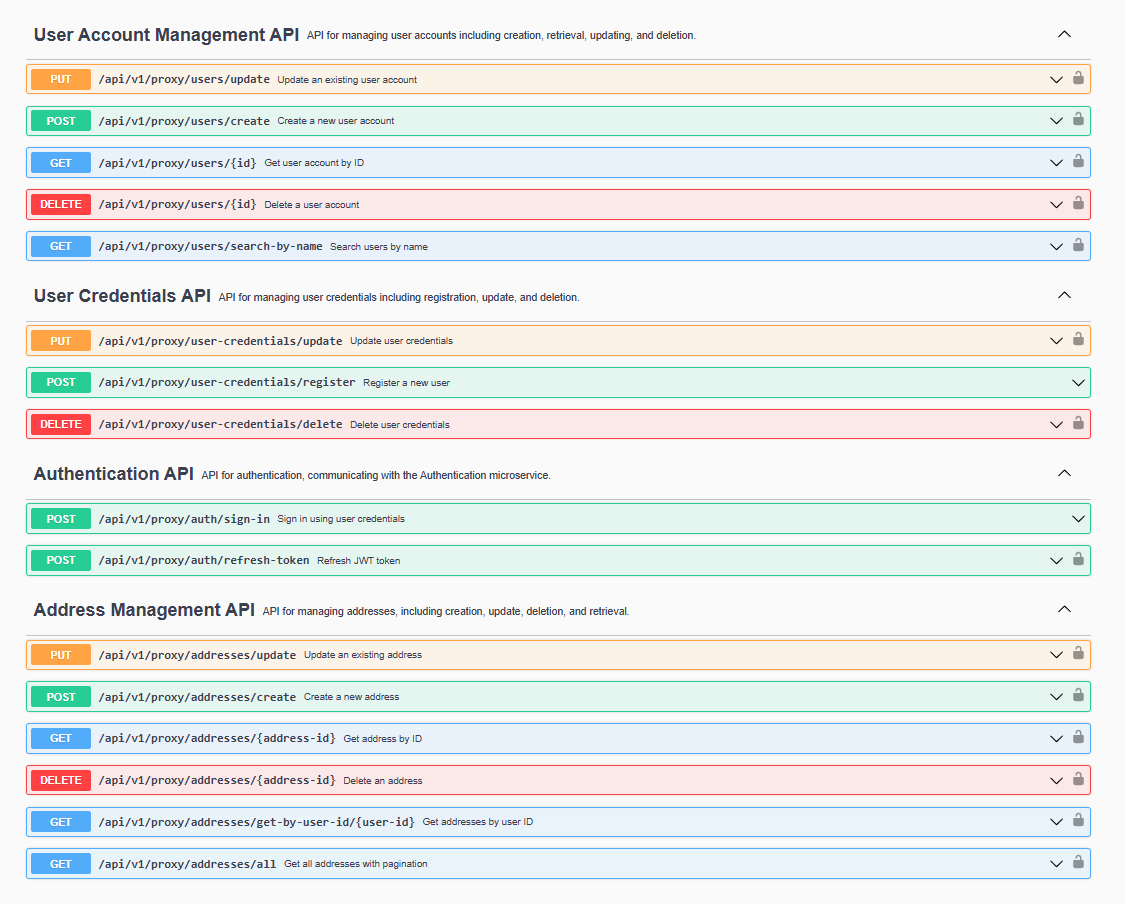 User Account Management API API for managing user accounts including creation, retrieval, updating, and deletion.
PUT /api/v1/proxy/users/update Update an existing user account
POST /api/v1/proxy/users/create Create a new user account
GET /api/v1/proxy/users/{id} Get user account by ID
DELETE /api/v1/proxy/users/{id} Delete a user account
GET /api/v1/proxy/users/search-by-name Search users by name
User Credentials API API for managing user credentials including registration, update, and deletion.
PUT /api/v1/proxy/user-credentials/update Update user credentials
POST /api/v1/proxy/user-credentials/register Register a new user
DELETE /api/v1/proxy/user-credentials/delete Delete user credentials
Authentication API API for authentication, communicating with the Authentication microservice.
POST /api/v1/proxy/auth/sign-in Sign in using user credentials
POST /api/v1/proxy/auth/refresh-token Refresh JWT token
Address Management API API for managing addresses, including creation, update, deletion, and retrieval.
PUT /api/v1/proxy/addresses/update Update an existing address
POST /api/v1/proxy/addresses/create Create a new address
GET /api/v1/proxy/addresses/{address-id} Get address by ID
DELETE /api/v1/proxy/addresses/{address-id} Delete an address
GET /api/v1/proxy/addresses/get-by-user-id/{user-id} Get addresses by user ID
GET /api/v1/proxy/addresses/all Get all addresses with pagination